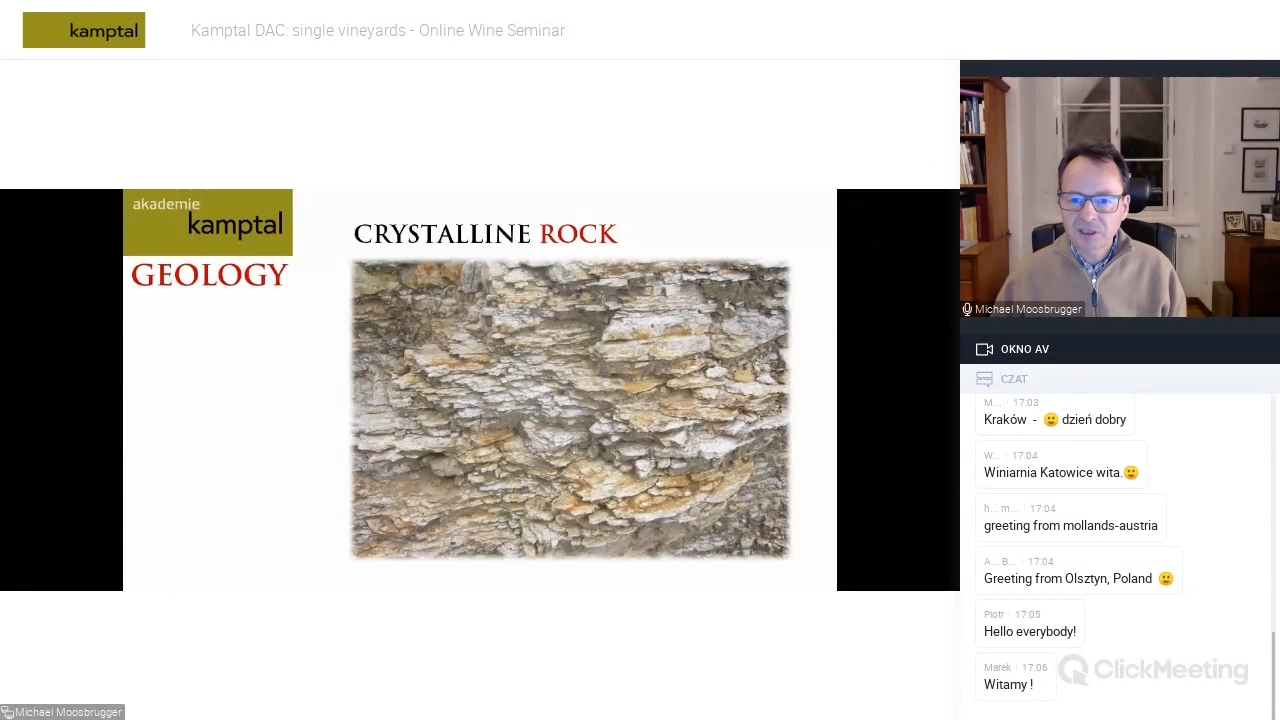 kamptal
Kamptal DAC: single vineyards - Online Wine Seminar
akademie
kamptal
GEOLOGY
CRYSTALLINE ROCK
Michael Moosbrugger
OKNO AV
CZAT
M... 17:03
Kraków - 🙂 dzień dobry
W... 17:04
Winiarnia Katowice wita.🙂
h... m... 17:04
greeting from mollands-austria
A... B... 17:04
Greeting from Olsztyn, Poland 🙂
Piotr 17:05
Hello everybody!
Marek 17:06
Witamy !
ClickMeeting
Michael Moosbrugger